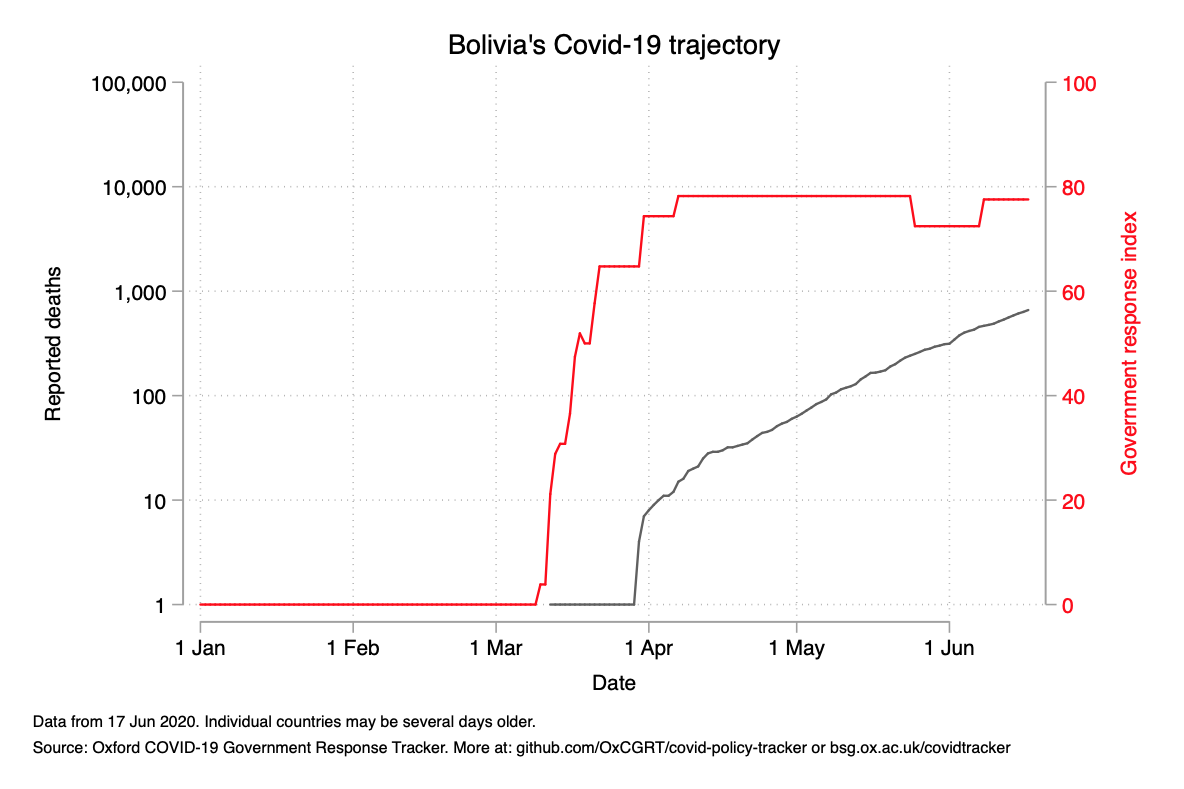 Bolivia's Covid-19 trajectory
100,000
10,000
1,000
100
10
1
Reported deaths
100
80
60
40
20
0
Government response index
1 Jan
1 Feb
1 Mar
1 Apr
1 May
1 Jun
Date
Data from 17 Jun 2020. Individual countries may be several days older.
Source: Oxford COVID-19 Government Response Tracker. More at: github.com/OxCGRT/covid-policy-tracker or bsg.ox.ac.uk/covidtracker